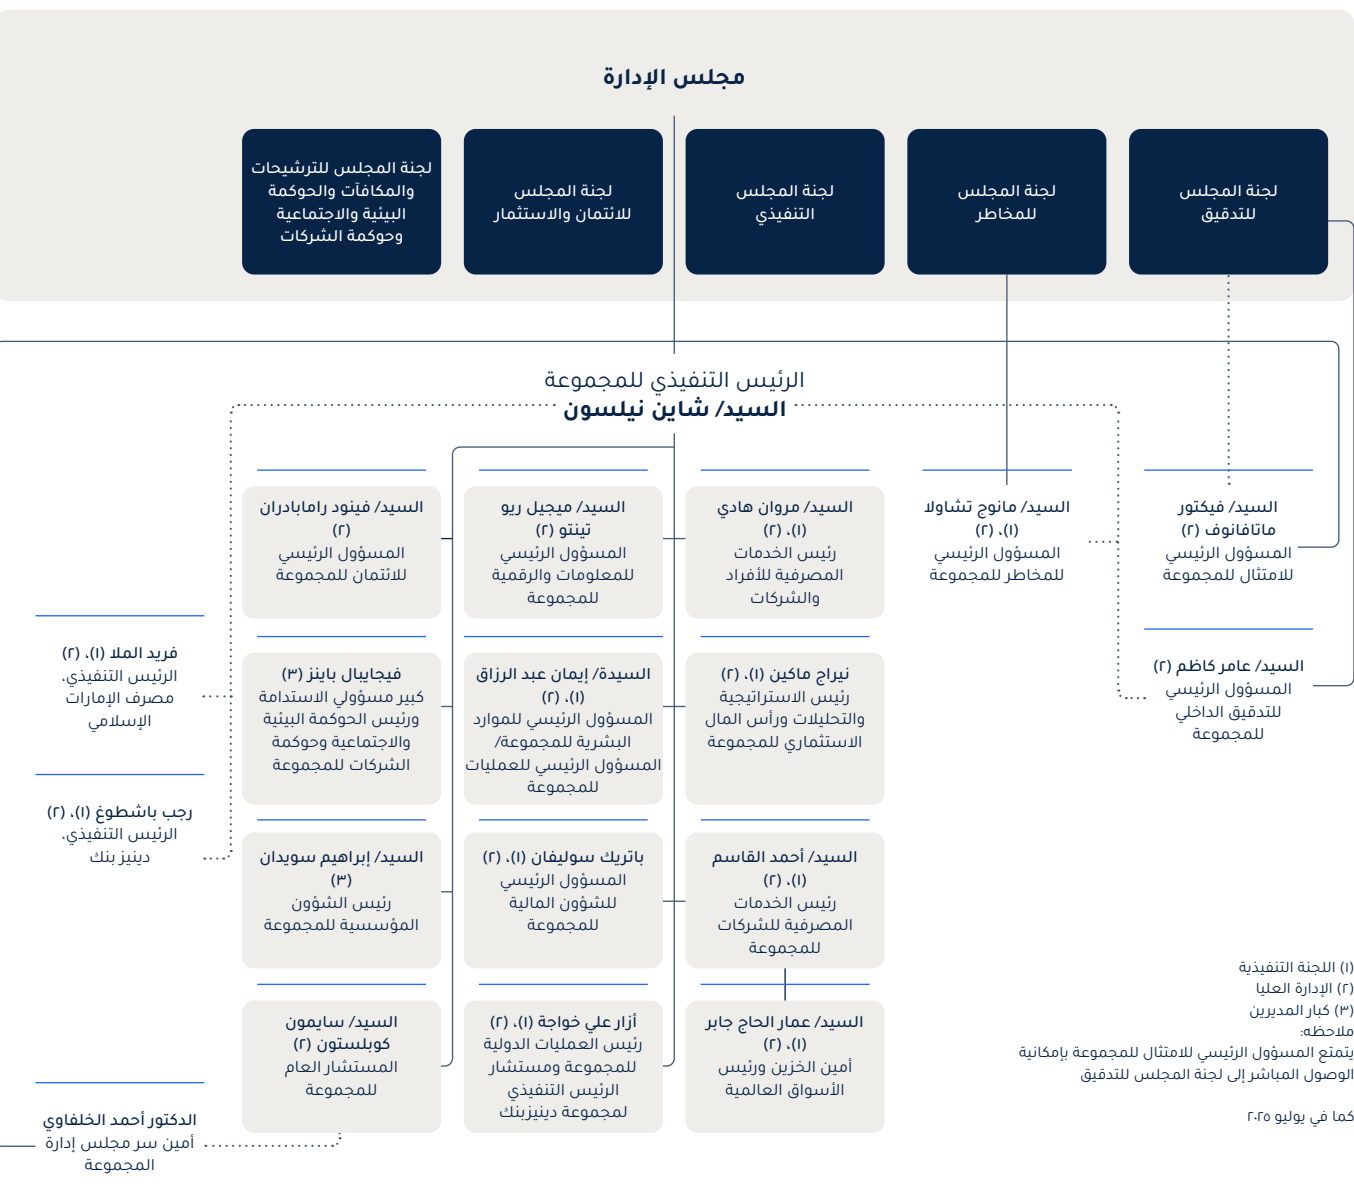 مجلس الإدارة
لجنة المجلس
للتدقيق
لجنة المجلس
للمخاطر
لجنة المجلس
التنفيذي
لجنة المجلس
للائتمان والاستثمار
لجنة المجلس للترشيحات
والمكافآت والحوكمة
البيئية والاجتماعية
وحوكمة الشركات
الرئيس التنفيذي للمجموعة
السيد/ شاين نيلسون
السيد/ فيكتور
ماتافانوف (٢)
المسؤول الرئيسي
للامتثال للمجموعة
السيد/ مانوج تشاولا
(١)، (٢)
المسؤول الرئيسي
للمخاطر للمجموعة
السيد/ مروان هادي
(١)، (٢)
رئيس الخدمات
المصرفية للأفراد
والشركات
السيد/ ميجيل ريو
تينتو (٢)
المسؤول الرئيسي
للمعلومات والرقمية
للمجموعة
السيد/ فينود رامابادران
(٢)
المسؤول الرئيسي
للائتمان للمجموعة
السيد/ عامر كاظم (٢)
المسؤول الرئيسي
للتدقيق الداخلي
للمجموعة
نيراج ماكين (١)، (٢)
رئيس الاستراتيجية
والتحليلات ورأس المال
الاستثماري للمجموعة
السيدة/ إيمان عبد الرزاق
(١)، (٢)
المسؤول الرئيسي للموارد
البشرية للمجموعة/
المسؤول الرئيسي للعمليات
للمجموعة
فيجايبال باينز (٣)
كبير مسؤولي الاستدامة
ورئيس الحوكمة البيئية
والاجتماعية وحوكمة
الشركات للمجموعة
فريد الملا (١)، (٢)
الرئيس التنفيذي،
مصرف الإمارات
الإسلامي
رجب باشطوغ (١)، (٢)
الرئيس التنفيذي،
دينيز بنك
السيد/ أحمد القاسم
(١)، (٢)
رئيس الخدمات
المصرفية للشركات
للمجموعة
باتريك سوليفان (١)، (٢)
المسؤول الرئيسي
للشؤون المالية
للمجموعة
السيد/ إبراهيم سويدان
(٣)
رئيس الشؤون
المؤسسية للمجموعة
السيد/ عمار الحاج جابر
(١)، (٢)
أمين الخزين ورئيس
الأسواق العالمية
أزار علي خواجة (١)، (٢)
رئيس العمليات الدولية
للمجموعة ومستشار
الرئيس التنفيذي
لمجموعة دينيزبنك
السيد/ سايمون
كوبلستون (٢)
المستشار العام
للمجموعة
الدكتور أحمد الخلفاوي
أمين سر مجلس إدارة
المجموعة
(١) اللجنة التنفيذية
(٢) الإدارة العليا
(٣) كبار المديرين
ملاحظه:
يتمتع المسؤول الرئيسي للامتثال للمجموعة بإمكانية
الوصول المباشر إلى لجنة المجلس للتدقيق
كما في يوليو ٢٠٢٥